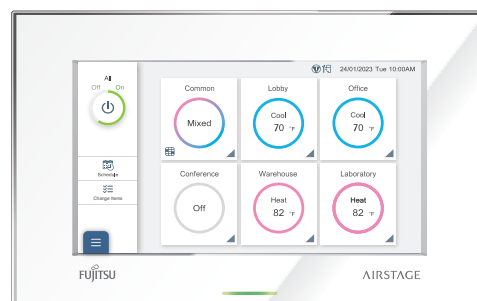 All
Off On
24/01/2023 Tue 10:00AM
Common
Mixed
Lobby
Cool
70 °F
Office
Cool
70 °F
Schedule
Change Items
Conference
Off
Warehouse
Heat
82 °F
Laboratory
Heat
82 °F
FUJITSU
AIRSTAGE